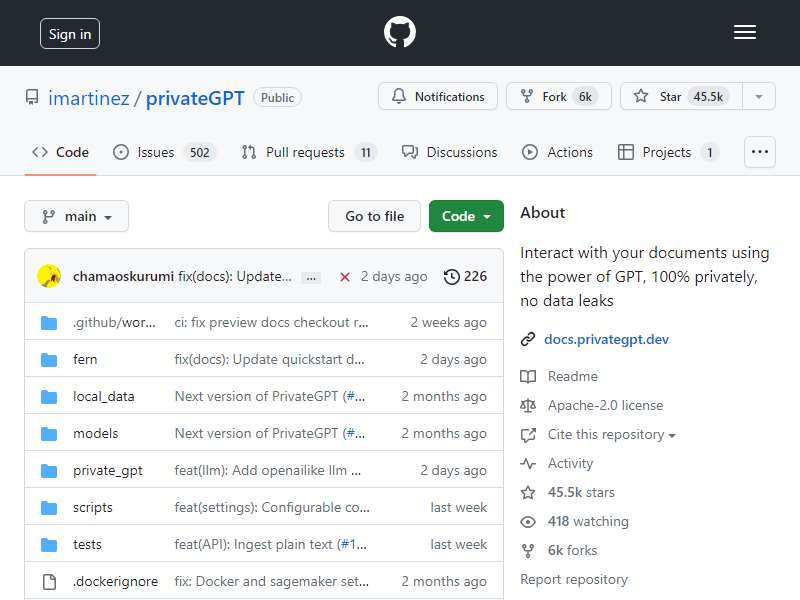 Sign in
imartinez / privateGPT Public
Notifications Fork 6k Star 45.5k
Code Issues 502 Pull requests 11 Discussions Actions Projects 1 ...
main Go to file Code
About
Interact with your documents using
the power of GPT, 100% privately,
no data leaks
docs.privategpt.dev
Readme
Apache-2.0 license
Cite this repository
Activity
45.5k stars
418 watching
6k forks
Report repository
chamaoskurumi fix(docs): Update... ... 2 days ago 226
.github/wor... ci: fix preview docs checkout r... 2 weeks ago
fern fix(docs): Update quickstart d... 2 days ago
local_data Next version of PrivateGPT (#... 2 months ago
models Next version of PrivateGPT (#... 2 months ago
private_gpt feat(llm): Add openailike llm ... 2 days ago
scripts feat(settings): Configurable co... last week
tests feat(API): Ingest plain text (#1... last week
.dockerignore fix: Docker and sagemaker set... 2 months ago